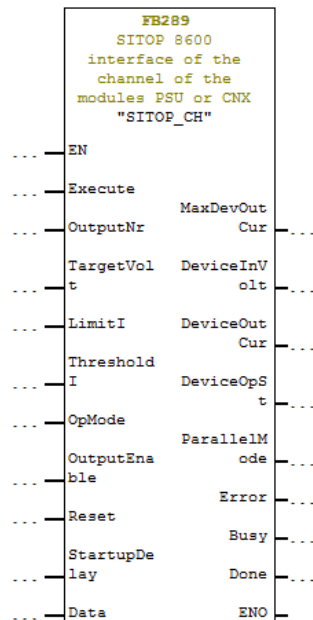 FB289
SITOP 8600
interface of the
channel of the
modules PSU or CNX
"SITOP_CH"
... EN
... Execute
MaxDevOut
... OutputNr Cur ...
TargetVol DeviceInV
... t olt ...
... LimitI DeviceOut
Cur ...
Threshold
... I DeviceOpS
t ...
... OpMode
ParallelM
OutputEna ode ...
... ble
Error ...
... Reset
Busy ...
StartupDe
... lay Done ...
... Data ENO